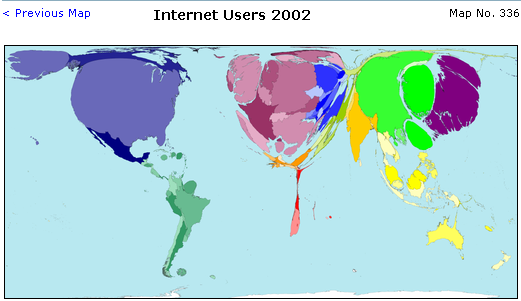 < Previous Map
Internet Users 2002
Map No. 336